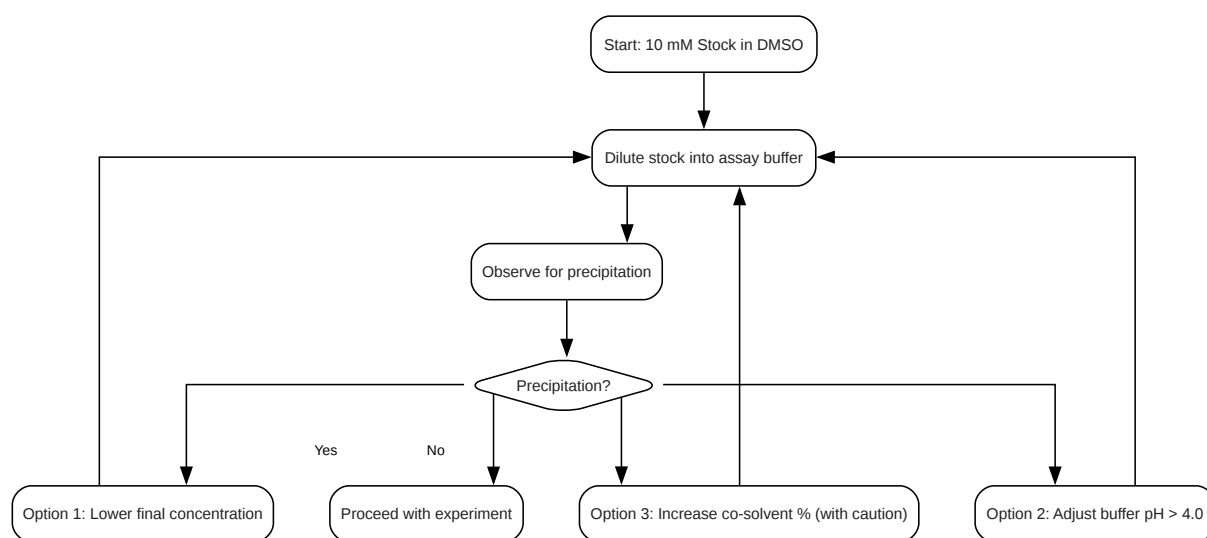 Start: 10 mM Stock in DMSO
Dilute stock into assay buffer
Observe for precipitation
Precipitation?
Yes
No
Option 1: Lower final concentration
Proceed with experiment
Option 3: Increase co-solvent % (with caution)
Option 2: Adjust buffer pH > 4.0